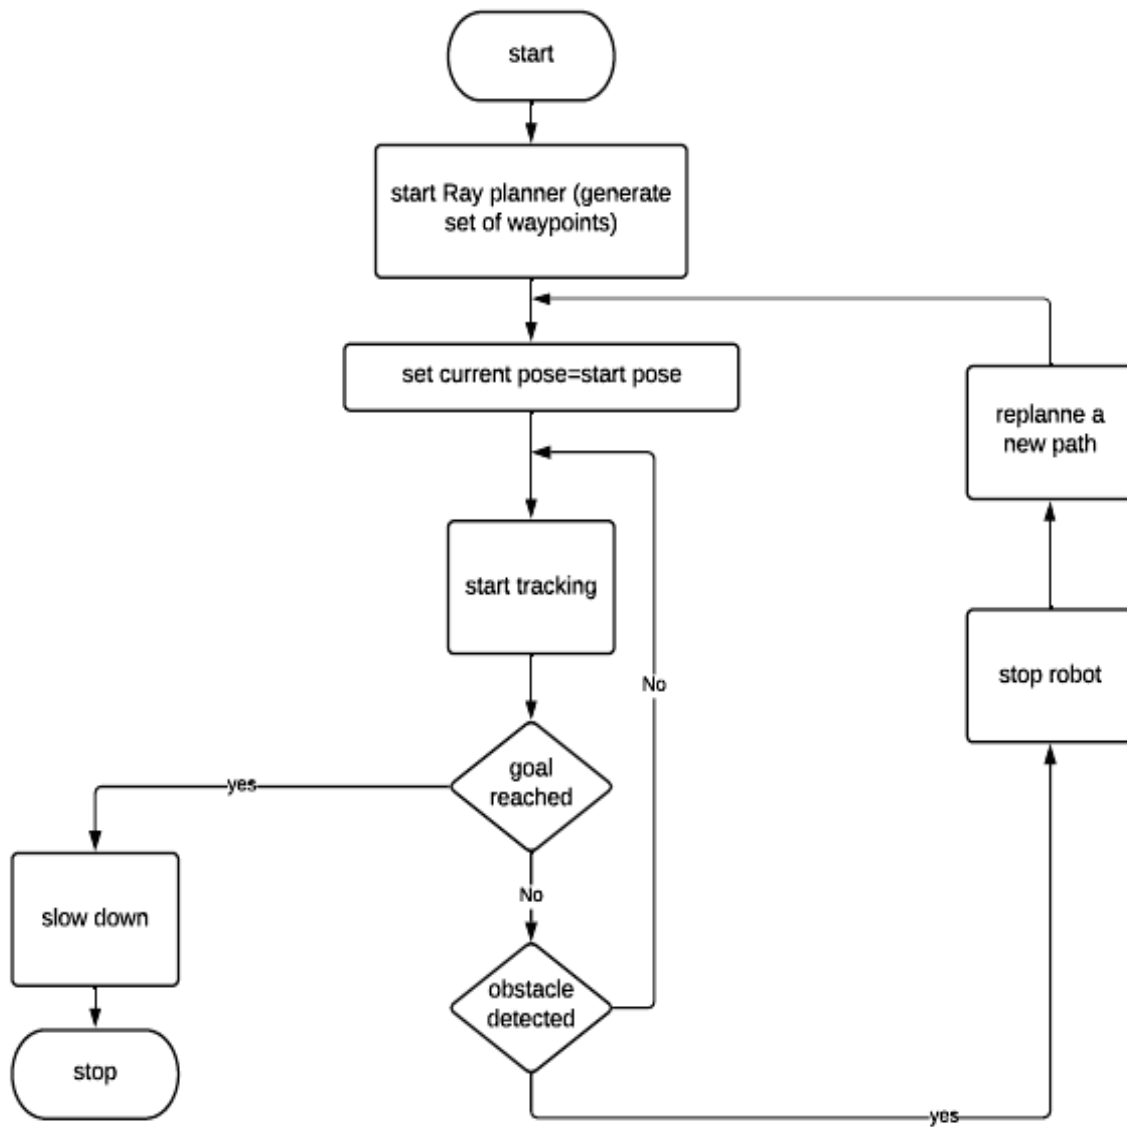 start
start Ray planner (generate
set of waypoints)
set current pose=start pose
replanne a
new path
start tracking
stop robot
No
goal
reached
yes
No
slow down
obstacle
detected
stop
yes